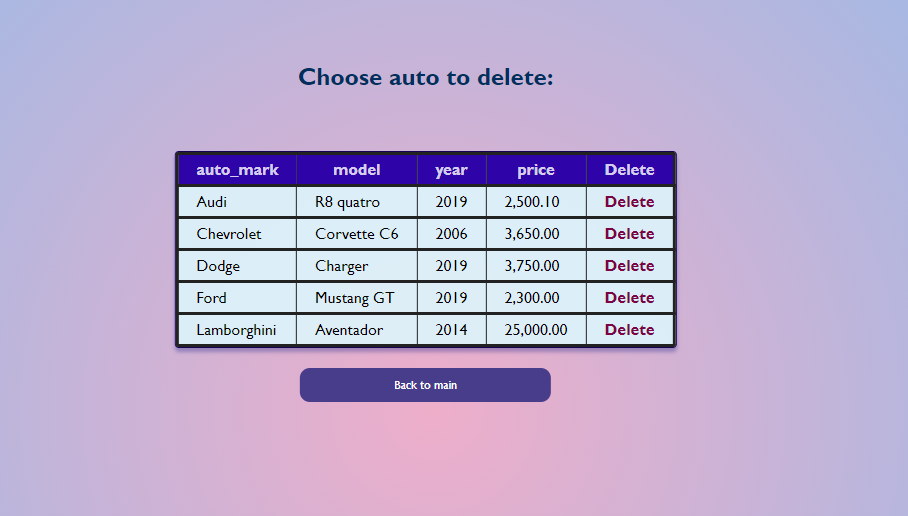 Choose auto to delete:
auto_mark model year price Delete
Audi R8 quatro 2019 2,500.10 Delete
Chevrolet Corvette C6 2006 3,650.00 Delete
Dodge Charger 2019 3,750.00 Delete
Ford Mustang GT 2019 2,300.00 Delete
Lamborghini Aventador 2014 25,000.00 Delete
Back to main